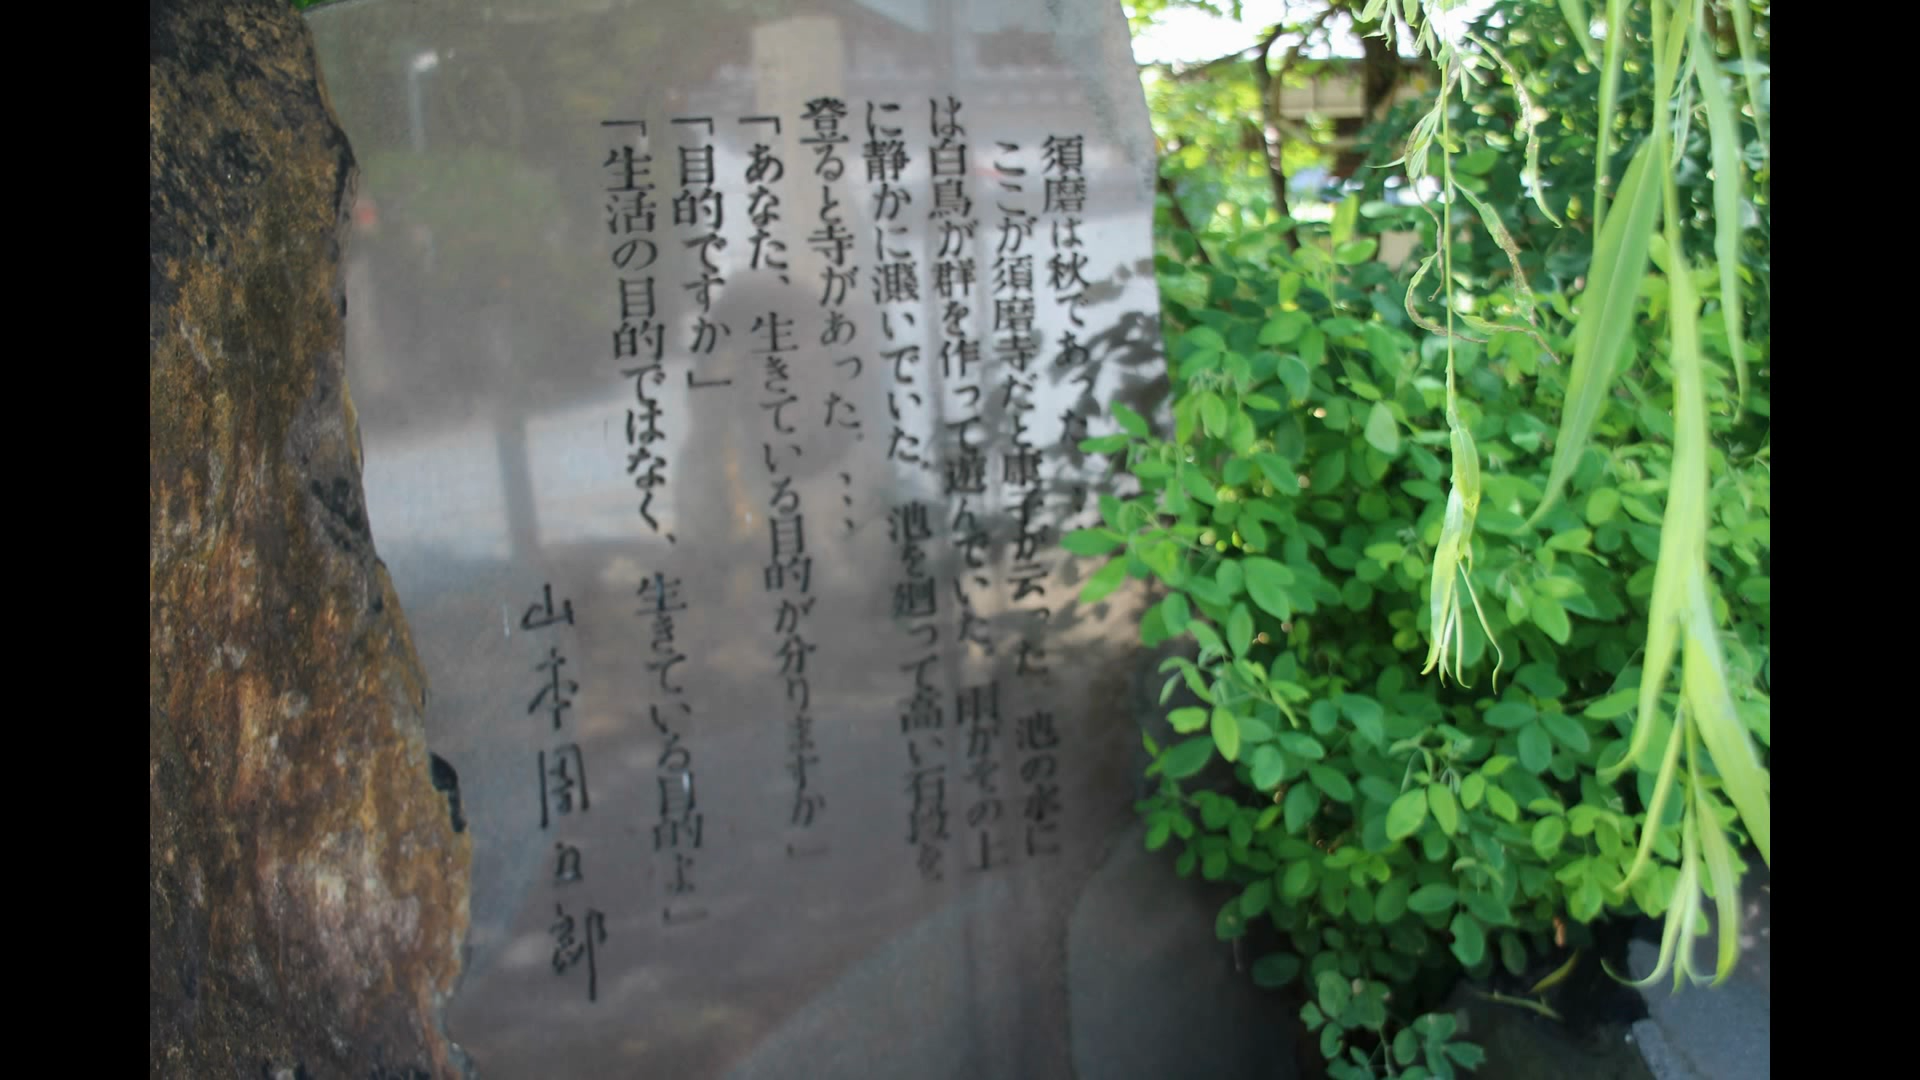 須磨は秋であった。…
ここが須磨寺だと康子が云った。池の水に
は白鳥が群を作って遊んでいた。雨がその上
に静かに濺いでいた。池を廻って高い石段を
登ると寺があった。…
「あなた、生きている目的が分りますか」
「目的ですか」
「生活の目的ではなく、生きている目的よ」
山本周五郎